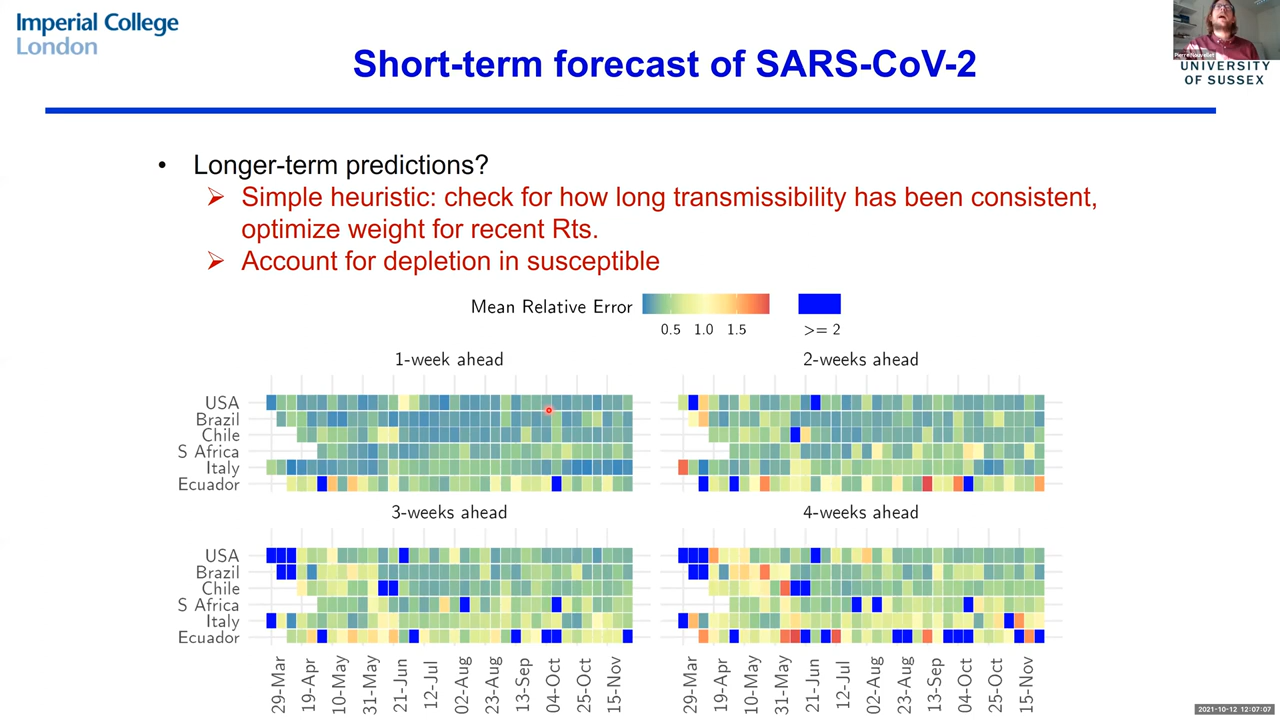 Imperial College
London
Short-term forecast of SARS-CoV-2
Pierre Nouvellet
UNIVERSITY
OF SUSSEX
• Longer-term predictions?
➢ Simple heuristic: check for how long transmissibility has been consistent,
optimize weight for recent Rts.
➢ Account for depletion in susceptible
Mean Relative Error
0.5 1.0 1.5 >= 2
1-week ahead 2-weeks ahead
USA
Brazil
Chile
S Africa
Italy
Ecuador
3-weeks ahead 4-weeks ahead
USA
Brazil
Chile
S Africa
Italy
Ecuador
29-Mar 19-Apr 10-May 31-May 21-Jun 12-Jul 02-Aug 23-Aug 13-Sep 04-Oct 25-Oct 15-Nov
29-Mar 19-Apr 10-May 31-May 21-Jun 12-Jul 02-Aug 23-Aug 13-Sep 04-Oct 25-Oct 15-Nov
2021-10-12 12:07:07